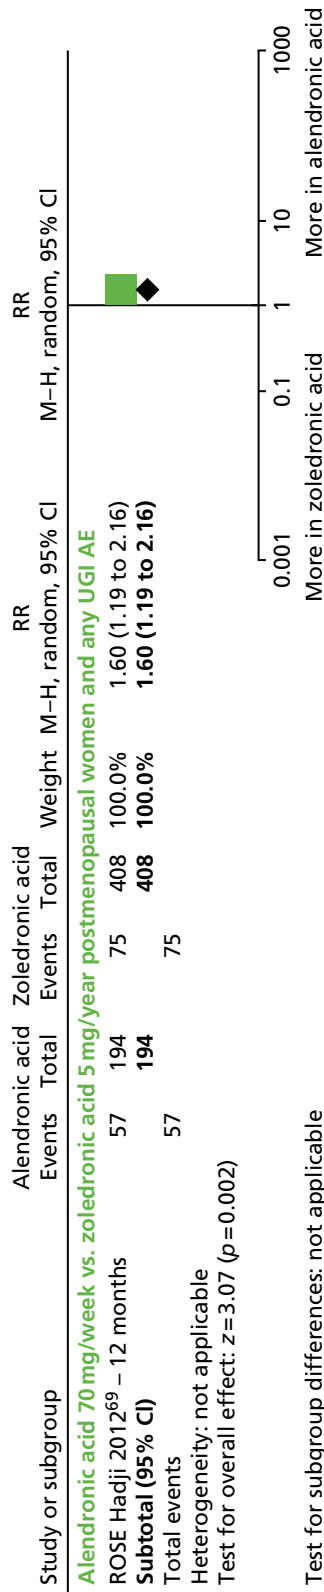 Alendronic acid Zoledronic acid RR RR
Study or subgroup Events Total Events Total Weight M–H, random, 95% CI M–H, random, 95% CI
Alendronic acid 70 mg/week vs. zoledronic acid 5 mg/year postmenopausal women and any UGI AE
ROSE Hadji 2012⁶⁹ – 12 months 57 194 75 408 100.0% 1.60 (1.19 to 2.16)
Subtotal (95% CI) 194 408 100.0% 1.60 (1.19 to 2.16)
Total events 57 75
Heterogeneity: not applicable
Test for overall effect: z=3.07 (p=0.002)
Test for subgroup differences: not applicable
0.001 0.1 1 10 1000
More in zoledronic acid More in alendronic acid